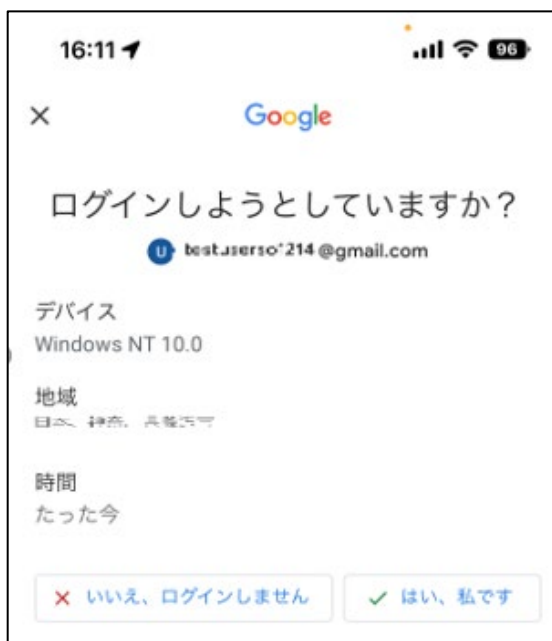 16:11
96
×
Google
ログインしようとしていますか？
U @gmail.com
デバイス
Windows NT 10.0
地域
日本、
時間
たった今
× いいえ、ログインしません
✓ はい、私です